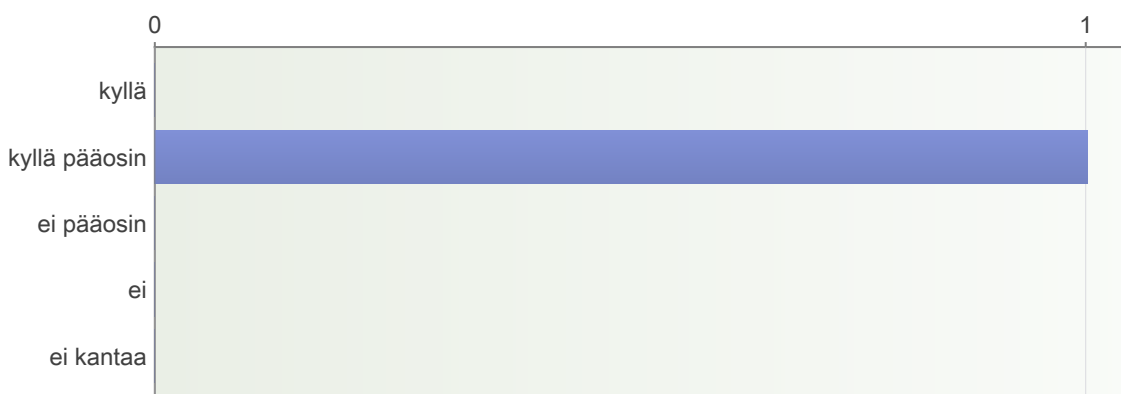 0 1
kyllä
kyllä pääosin
ei pääosin
ei
ei kantaa